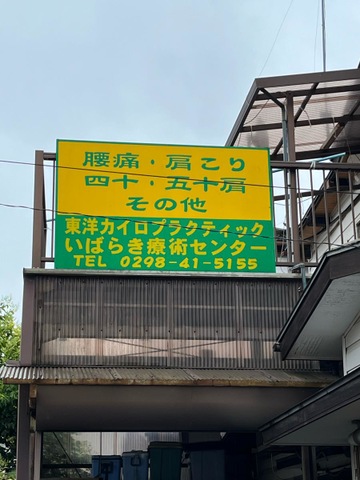 腰痛・肩こり
四十・五十肩
その他
東洋カイロプラクティック
いばらき療術センター
TEL 0298-41-5155